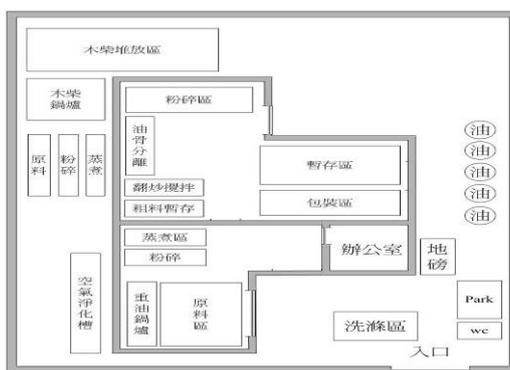 木柴堆放區
木柴
鍋爐
粉碎區
油骨分離
原料
粉碎
蒸煮
油
油
油
油
油
暫存區
翻炒攪拌
粗料暫存
包裝區
蒸煮區
粉碎
辦公室
地磅
空氣淨化槽
重油鍋爐
原料區
洗滌區
Park
wc
入口